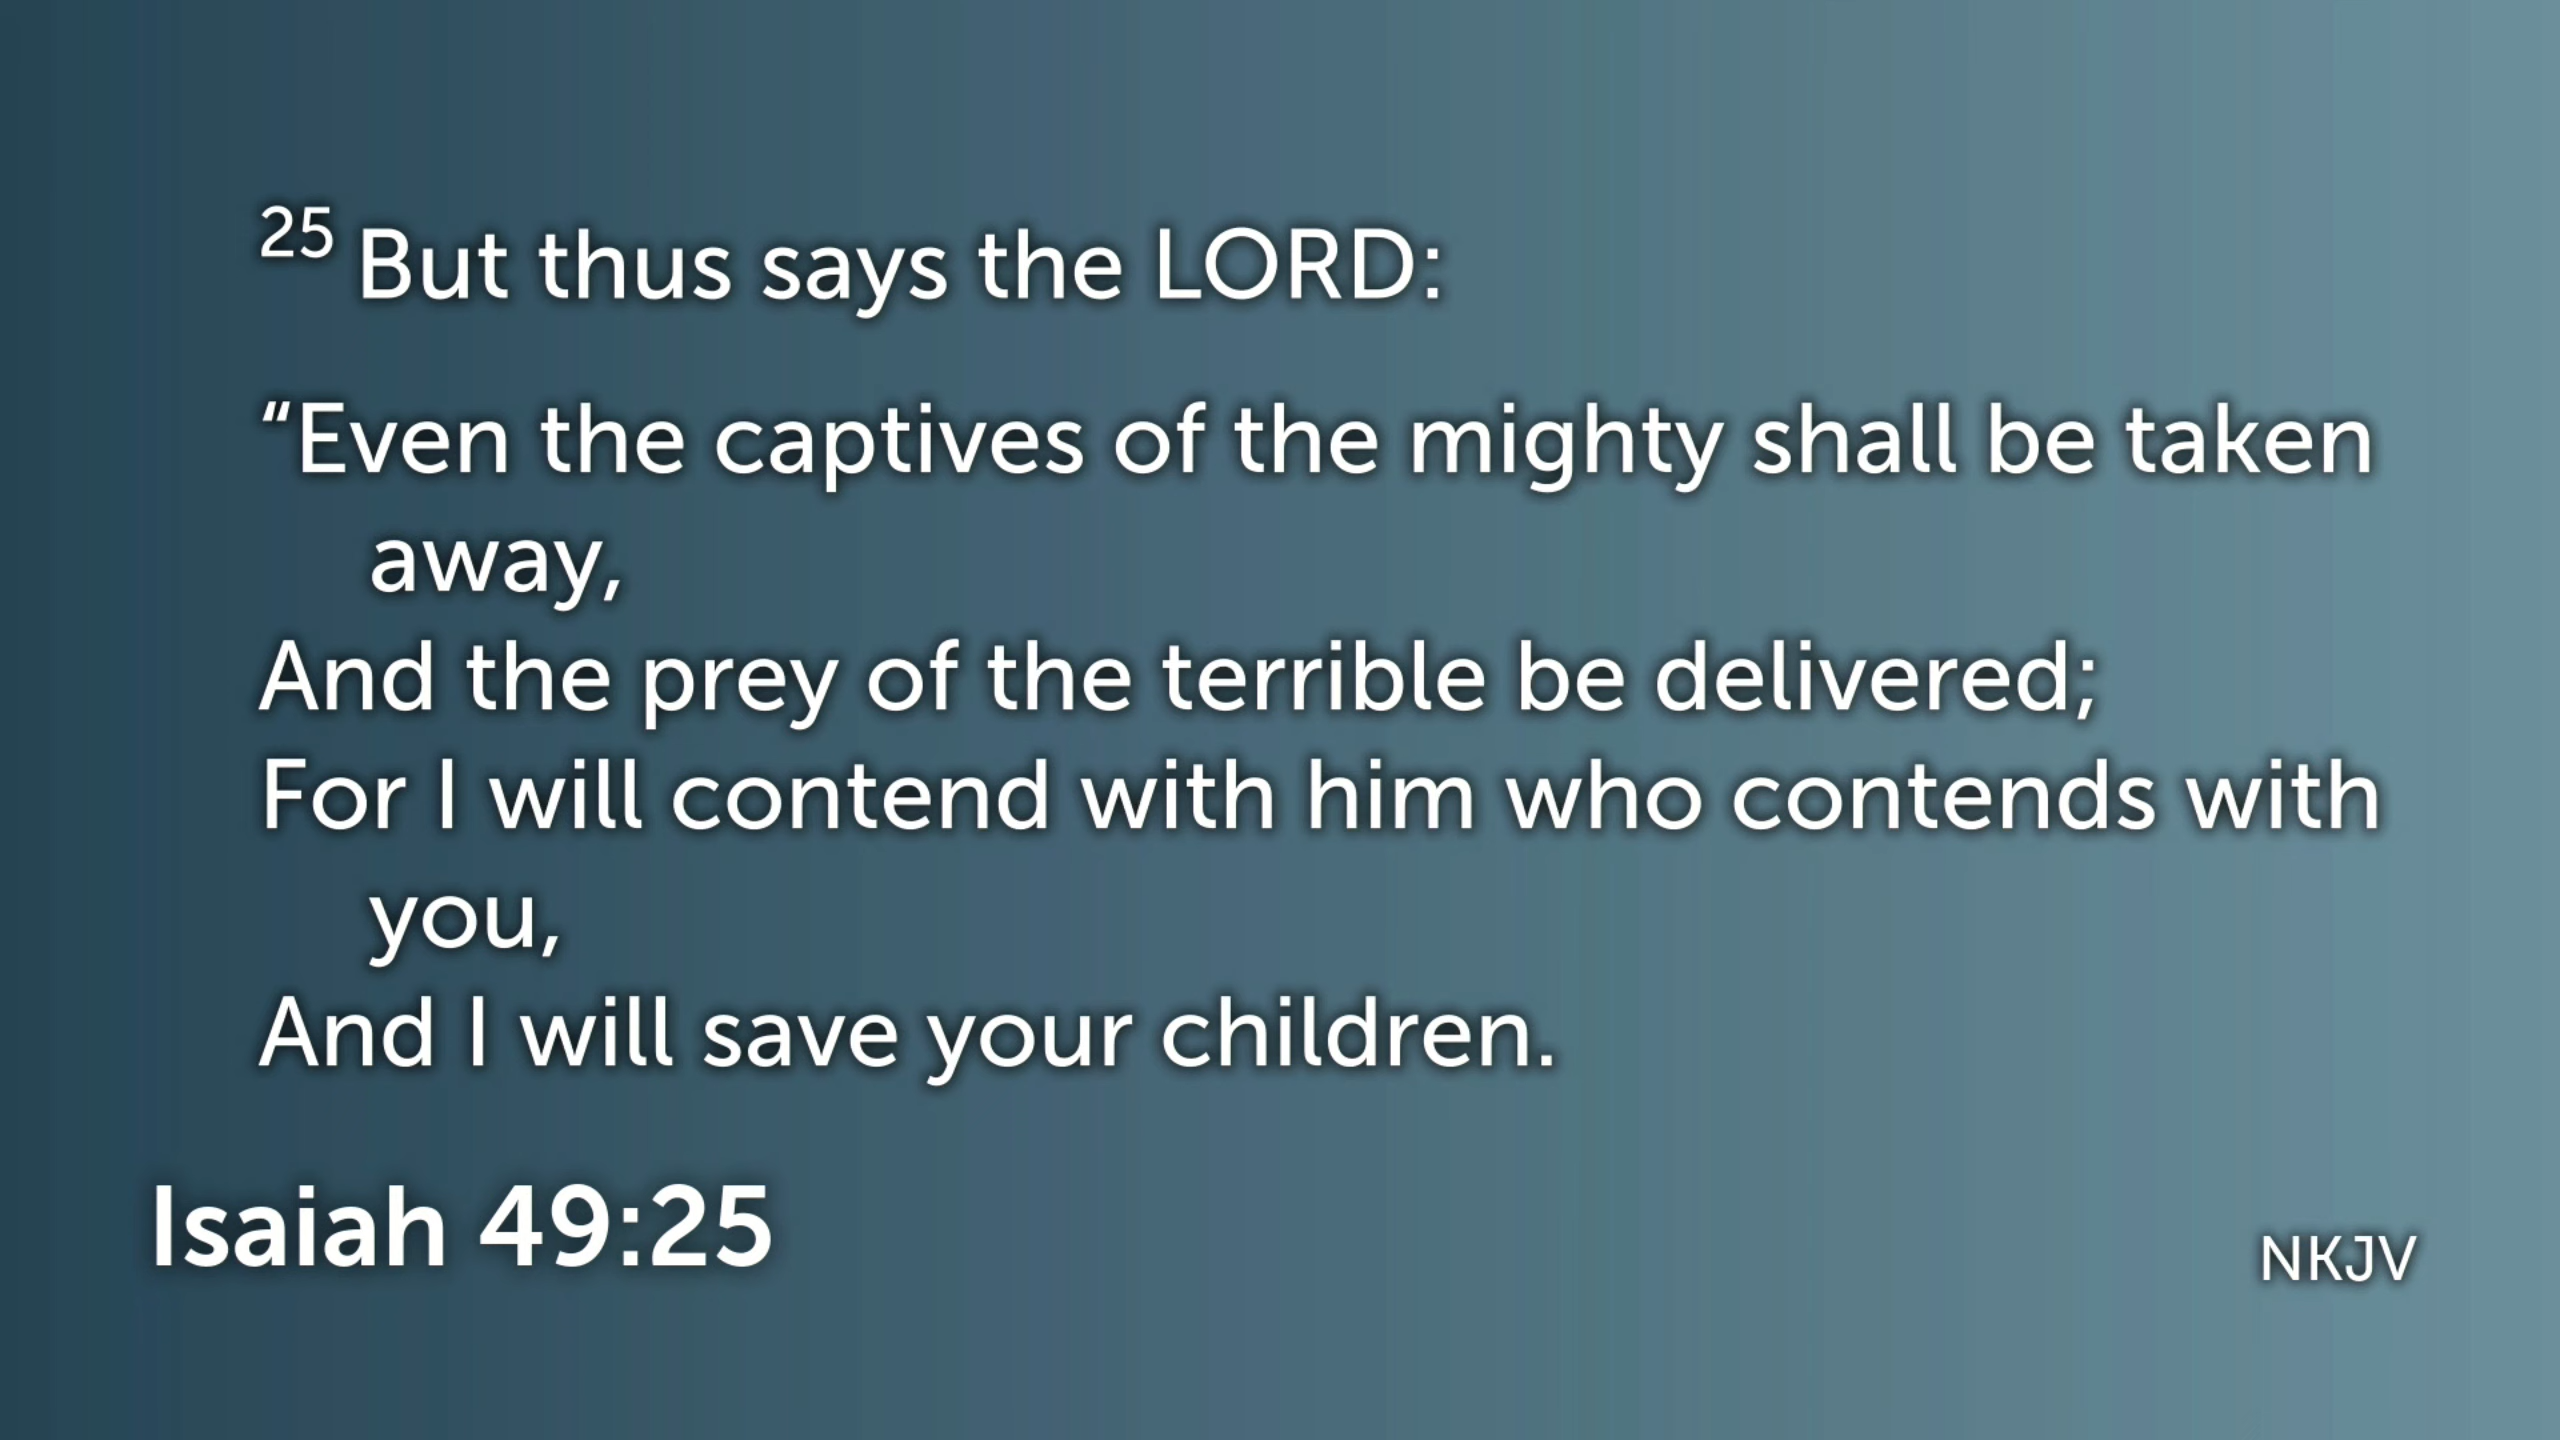 25 But thus says the LORD:
“Even the captives of the mighty shall be taken
away,
And the prey of the terrible be delivered;
For I will contend with him who contends with
you,
And I will save your children.
Isaiah 49:25
NKJV